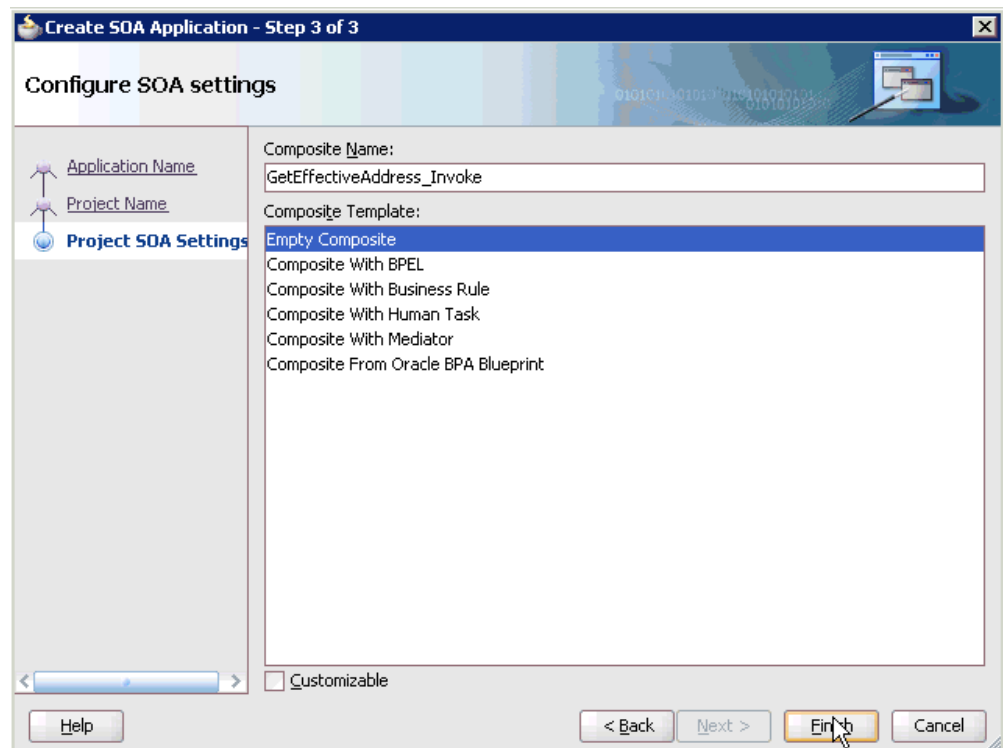 Create SOA Application - Step 3 of 3
Configure SOA settings
Application Name
Project Name
Project SOA Settings
Composite Name:
GetEffectiveAddress_Invoke
Composite Template:
Empty Composite
Composite With BPEL
Composite With Business Rule
Composite With Human Task
Composite With Mediator
Composite From Oracle BPA Blueprint
Customizable
Help
< Back
Next >
Finish
Cancel